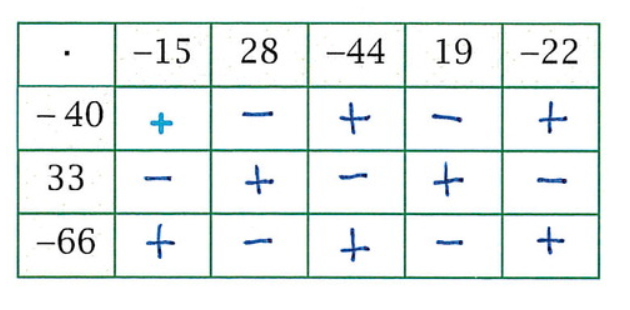 · –15 28 –44 19 –22
– 40 + – + – +
33 – + – + –
–66 + – + – +